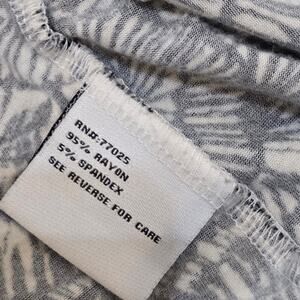 RN#:77025
95% RAYON
5% SPANDEX
SEE REVERSE FOR CARE